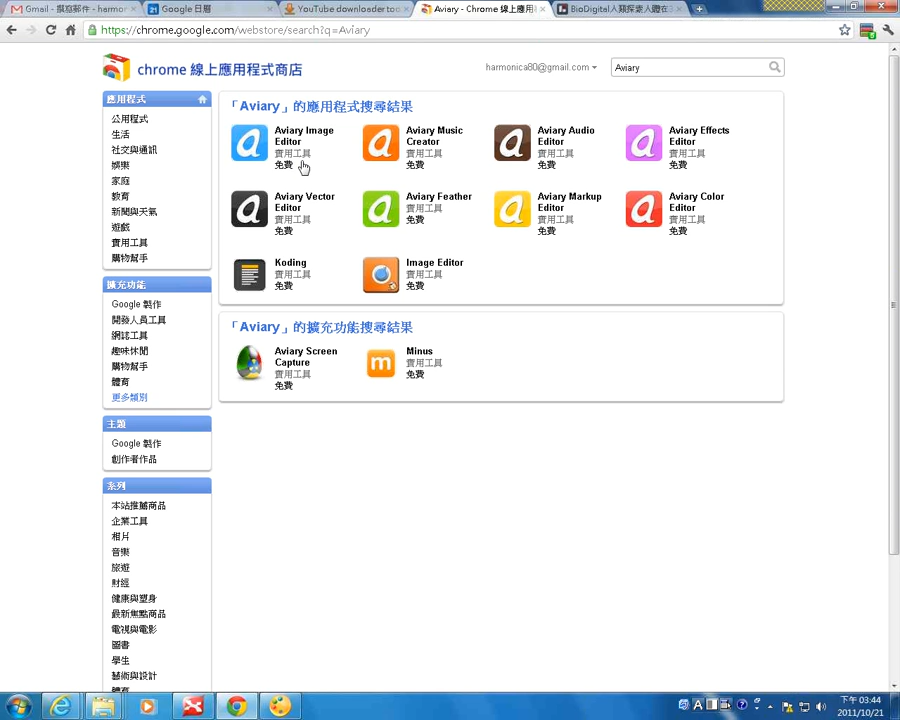 Gmail - 撰寫郵件 - harmor
Google 日曆
YouTube downloader too
Aviary - Chrome 線上應用
BioDigital人類探索人體在3
https://chrome.google.com/webstore/search?q=Aviary
chrome 線上應用程式商店
harmonica80@gmail.com
Aviary
應用程式
公用程式
生活
社交與通訊
娛樂
家庭
教育
新聞與天氣
遊戲
實用工具
購物幫手
擴充功能
Google 製作
開發人員工具
網誌工具
趣味休閒
購物幫手
體育
更多類別
主題
Google 製作
創作者作品
系列
本站推薦商品
企業工具
相片
音樂
旅遊
財經
健康與塑身
最新焦點商品
電視與電影
圖書
學生
藝術與設計
體育
「Aviary」的應用程式搜尋結果
Aviary Image
Editor
實用工具
免費
Aviary Music
Creator
實用工具
免費
Aviary Audio
Editor
實用工具
免費
Aviary Effects
Editor
實用工具
免費
Aviary Vector
Editor
實用工具
免費
Aviary Feather
實用工具
免費
Aviary Markup
Editor
實用工具
免費
Aviary Color
Editor
實用工具
免費
Koding
實用工具
免費
Image Editor
實用工具
免費
「Aviary」的擴充功能搜尋結果
Aviary Screen
Capture
實用工具
免費
Minus
實用工具
免費
下午 03:44
2011/10/21